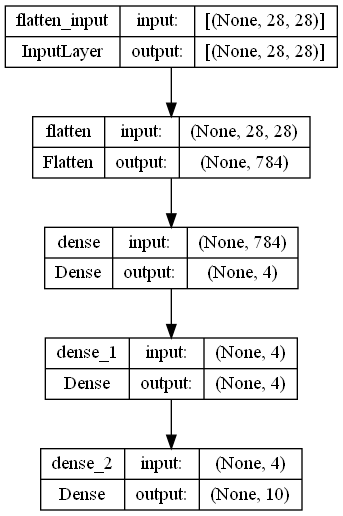 flatten_input input: [(None, 28, 28)]
InputLayer output: [(None, 28, 28)]
flatten input: (None, 28, 28)
Flatten output: (None, 784)
dense input: (None, 784)
Dense output: (None, 4)
dense_1 input: (None, 4)
Dense output: (None, 4)
dense_2 input: (None, 4)
Dense output: (None, 10)